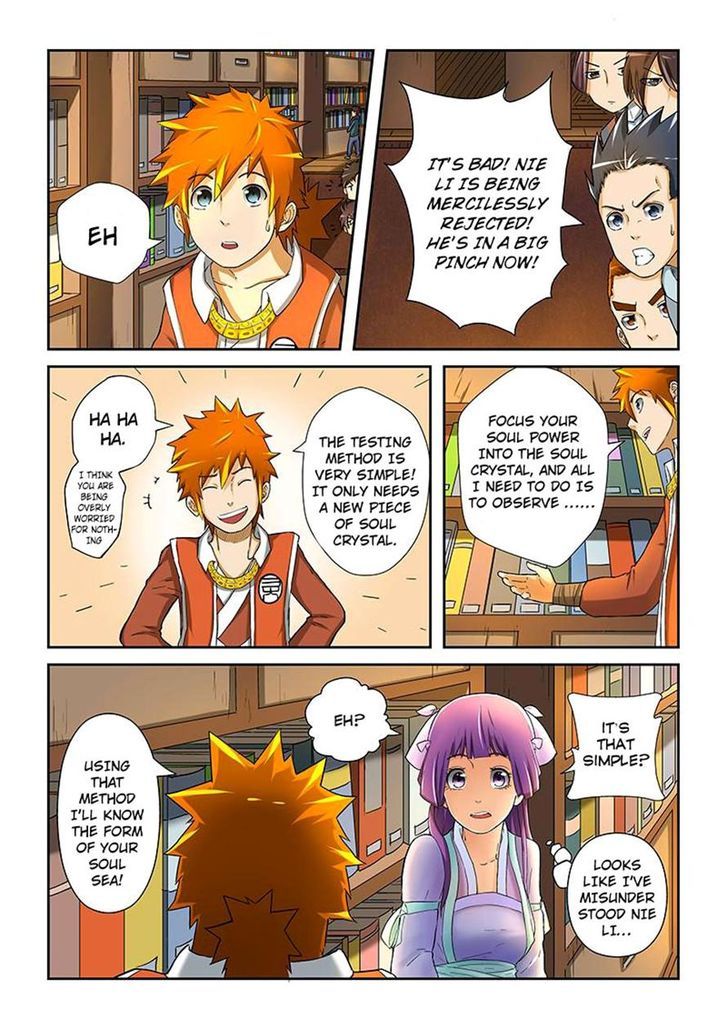 EH
IT'S BAD! NIE
LI IS BEING
MERCILESSLY
REJECTED!
HE'S IN A BIG
PINCH NOW!
HA HA
HA.
I THINK
YOU ARE
BEING
OVERLY
WORRIED
FOR NOTH-
ING
THE TESTING
METHOD IS
VERY SIMPLE!
IT ONLY NEEDS
A NEW PIECE
OF SOUL
CRYSTAL.
FOCUS YOUR
SOUL POWER
INTO THE SOUL
CRYSTAL, AND ALL
I NEED TO DO IS
TO OBSERVE ......
USING
THAT
METHOD
I'LL KNOW
THE FORM
OF YOUR
SOUL
SEA!
EH?
IT'S
THAT
SIMPLE?
LOOKS
LIKE I'VE
MISUNDER
STOOD NIE
LI...